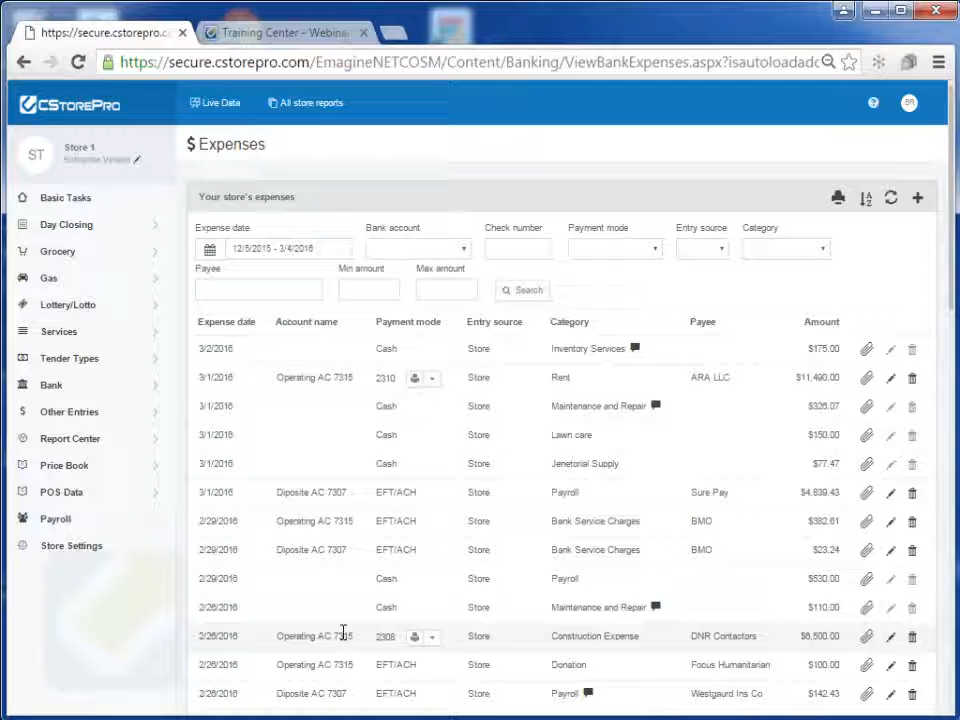 https://secure.cstorepro.c
Training Center - Webina
https://secure.cstorepro.com/EmagineNETCOSM/Content/Banking/ViewBankExpenses.aspx?isautoloadadc
CSTOREPRO
Live Data
All store reports
?
BR
ST
Store 1
Enterprise Version
$ Expenses
Basic Tasks
Day Closing
Grocery
Gas
Lottery/Lotto
Services
Tender Types
Bank
Other Entries
Report Center
Price Book
POS Data
Payroll
Store Settings
Your store's expenses
Expense date Bank account Check number Payment mode Entry source Category
12/5/2015 - 3/4/2016
Payee Min amount Max amount
Search
Expense date Account name Payment mode Entry source Category Payee Amount
3/2/2016 Cash Store Inventory Services $175.00
3/1/2016 Operating AC 7315 2310 Store Rent ARA LLC $11,490.00
3/1/2016 Cash Store Maintenance and Repair $326.07
3/1/2016 Cash Store Lawn care $150.00
3/1/2016 Cash Store Jenetorial Supply $77.47
3/1/2016 Diposite AC 7307 EFT/ACH Store Payroll Sure Pay $4,839.43
2/29/2016 Operating AC 7315 EFT/ACH Store Bank Service Charges BMO $382.61
2/29/2016 Diposite AC 7307 EFT/ACH Store Bank Service Charges BMO $23.24
2/29/2016 Cash Store Payroll $530.00
2/26/2016 Cash Store Maintenance and Repair $110.00
2/26/2016 Operating AC 7315 2308 Store Construction Expense DNR Contactors $6,500.00
2/26/2016 Operating AC 7315 EFT/ACH Store Donation Focus Humanitarian $100.00
2/26/2016 Diposite AC 7307 EFT/ACH Store Payroll Westgaurd Ins Co $142.43